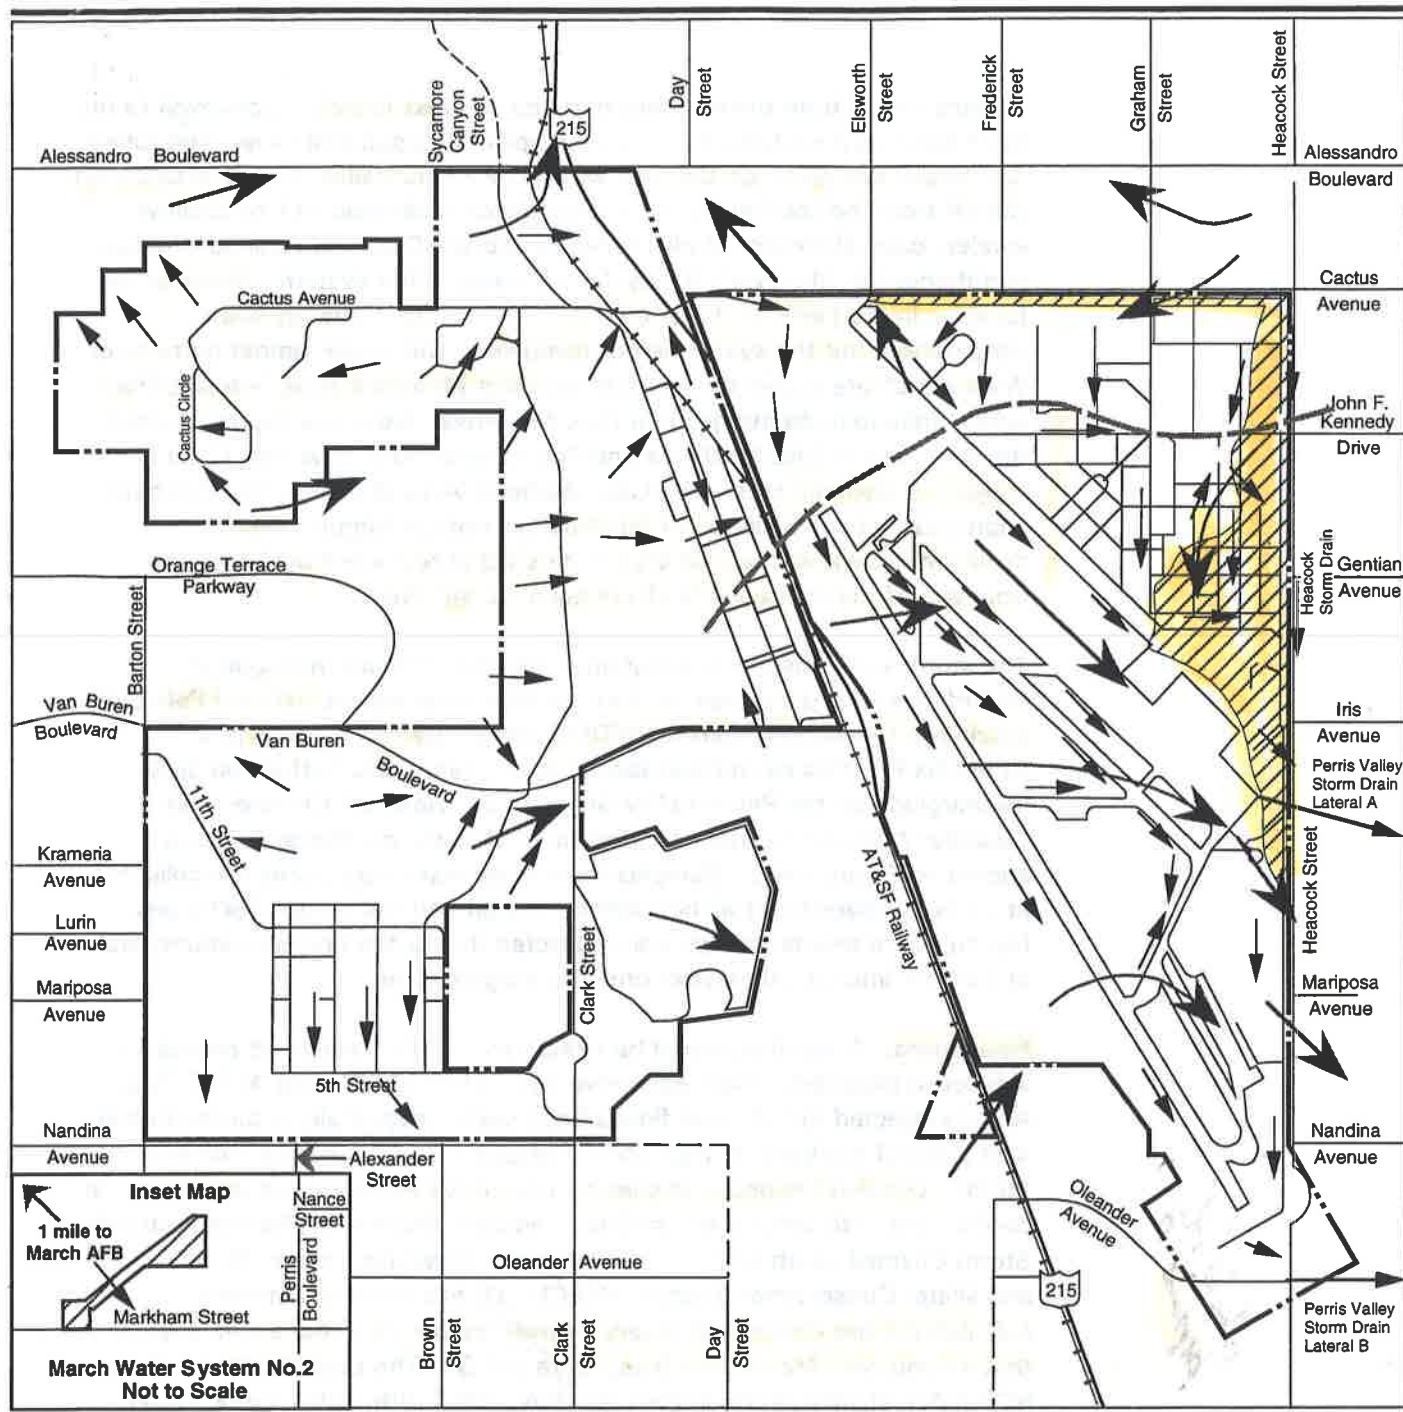 Sycamore
Canyon
Street
215
Day
Street
Elsworth
Street
Frederick
Street
Graham
Street
Heacock Street
Alessandro Boulevard
Alessandro
Boulevard
Cactus
Avenue
Cactus Avenue
Cactus Circle
John F.
Kennedy
Drive
Orange Terrace
Parkway
Barton Street
Heacock
Storm Drain
Gentian
Avenue
Van Buren
Boulevard
Van Buren
Boulevard
Iris
Avenue
Perris Valley
Storm Drain
Lateral A
11th Street
Krameria
Avenue
AT&SF Railway
Heacock Street
Lurin
Avenue
Clark Street
Mariposa
Avenue
Mariposa
Avenue
5th Street
Nandina
Avenue
Nandina
Avenue
Alexander
Street
Oleander
Avenue
Inset Map
1 mile to
March AFB
Nance
Street
Perris
Boulevard
Markham Street
Oleander Avenue
215
Perris Valley
Storm Drain
Lateral B
Brown
Street
Clark
Street
Day
Street
March Water System No.2
Not to Scale